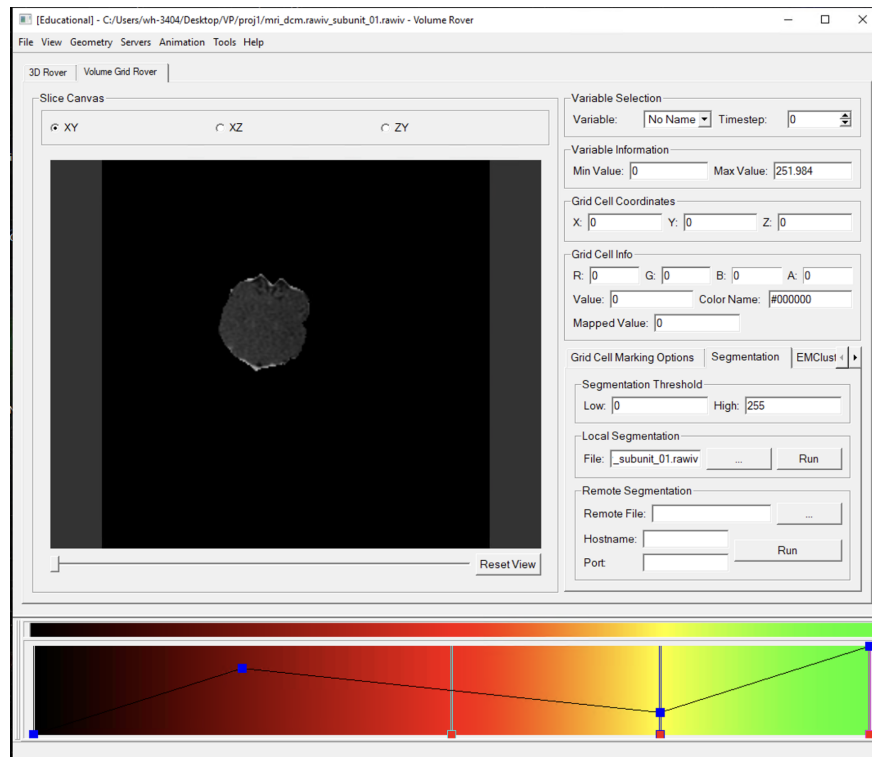 [Educational] - C:/Users/wh-3404/Desktop/VP/proj1/mri_dcm.rawiv_subunit_01.rawiv - Volume Rover
File View Geometry Servers Animation Tools Help
3D Rover Volume Grid Rover
Slice Canvas
XY XZ ZY
Reset View
Variable Selection
Variable: No Name Timestep: 0
Variable Information
Min Value: 0 Max Value: 251.984
Grid Cell Coordinates
X: 0 Y: 0 Z: 0
Grid Cell Info
R: 0 G: 0 B: 0 A: 0
Value: 0 Color Name: #000000
Mapped Value: 0
Grid Cell Marking Options Segmentation EMClust
Segmentation Threshold
Low: 0 High: 255
Local Segmentation
File: _subunit_01.rawiv ... Run
Remote Segmentation
Remote File: ...
Hostname:
Port: Run